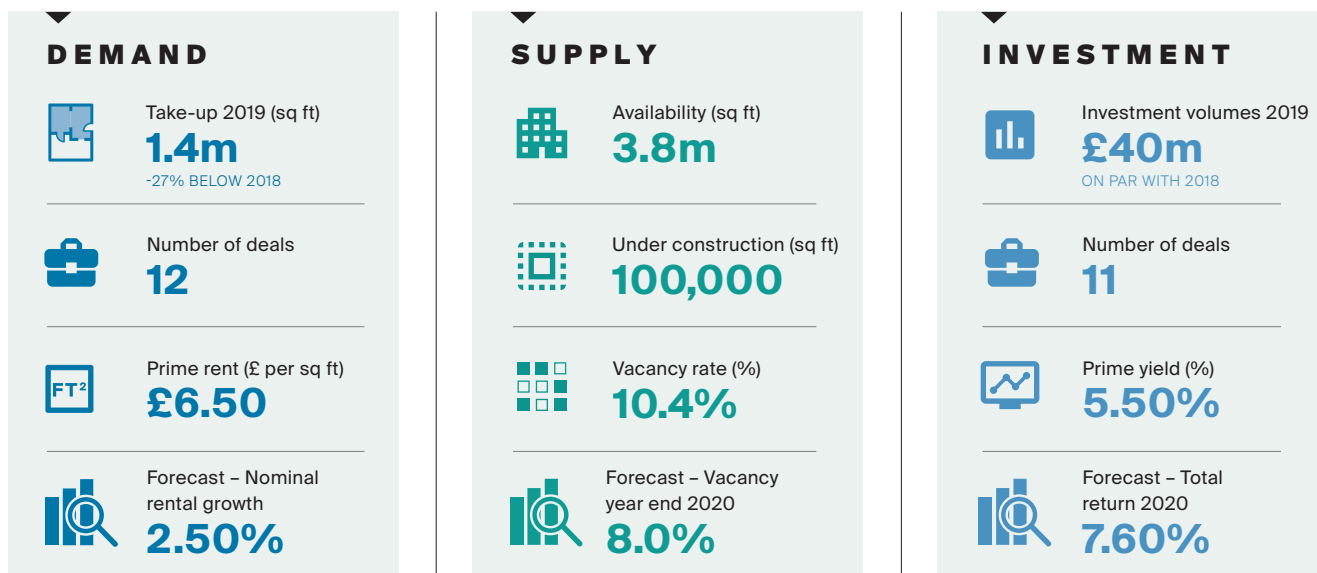 DEMAND
Take-up 2019 (sq ft)
1.4m
-27% BELOW 2018
Number of deals
12
FT²
Prime rent (£ per sq ft)
£6.50
Forecast – Nominal
rental growth
2.50%
SUPPLY
Availability (sq ft)
3.8m
Under construction (sq ft)
100,000
Vacancy rate (%)
10.4%
Forecast – Vacancy
year end 2020
8.0%
INVESTMENT
Investment volumes 2019
£40m
ON PAR WITH 2018
Number of deals
11
Prime yield (%)
5.50%
Forecast – Total
return 2020
7.60%